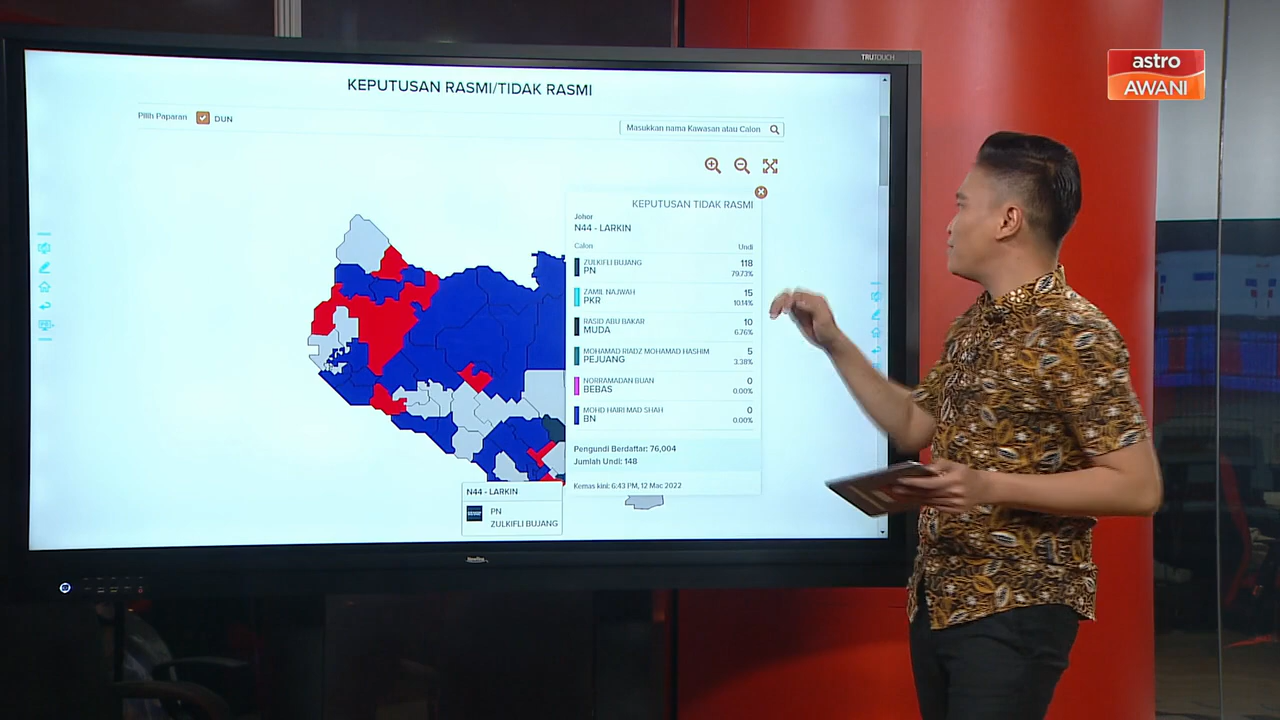 TRUTOUCH
astro
AWANI
KEPUTUSAN RASMI/TIDAK RASMI
Pilih Paparan DUN
Masukkan nama Kawasan atau Calon
KEPUTUSAN TIDAK RASMI
Johor
N44 - LARKIN
Calon Undi
ZULKIFLI BUJANG 118
PN 79.73%
ZAMIL NAJWAH 15
PKR 10.14%
RASID ABU BAKAR 10
MUDA 6.76%
MOHAMAD RIADZ MOHAMAD HASHIM 5
PEJUANG 3.38%
NORRAMADAN BUAN 0
BEBAS 0.00%
MOHD HAIRI MAD SHAH 0
BN 0.00%
Pengundi Berdaftar: 76,004
Jumlah Undi: 148
Kemas kini: 6:43 PM, 12 Mac 2022
N44 - LARKIN
PN
ZULKIFLI BUJANG